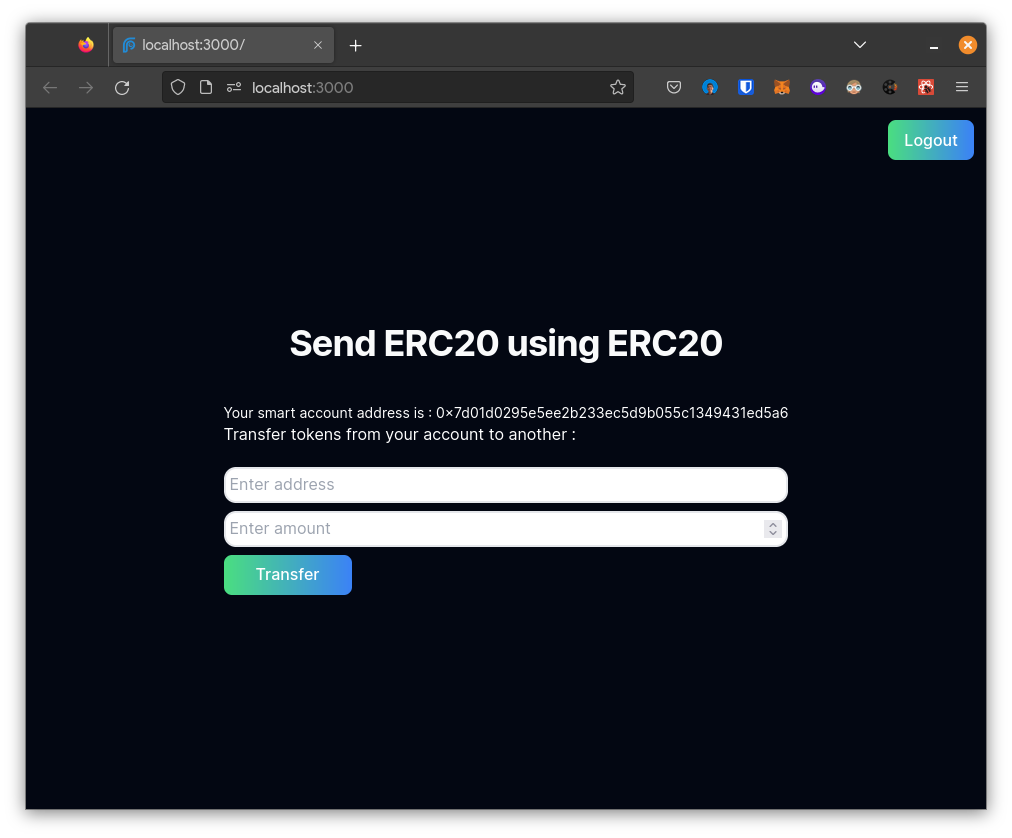 localhost:3000/
localhost:3000
Logout
Send ERC20 using ERC20
Your smart account address is : 0x7d01d0295e5ee2b233ec5d9b055c1349431ed5a6
Transfer tokens from your account to another :
Enter address
Enter amount
Transfer